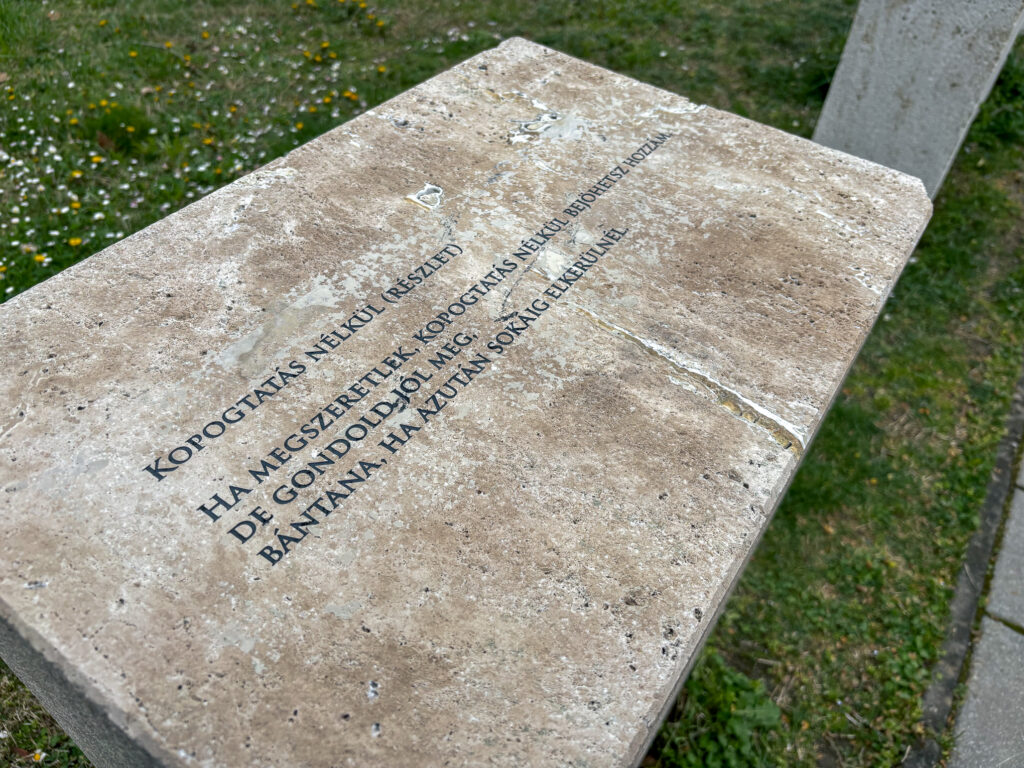 KOPOGTATÁS NÉLKÜL (RÉSZLET)
HA MEGSZERETLEK, KOPOGTATÁS NÉLKÜL BEJÖHETSZ HOZZÁM,
DE GONDOLD JÓL MEG,
BÁNTANA, HA AZUTÁN SOKÁIG ELKERÜLNÉL.